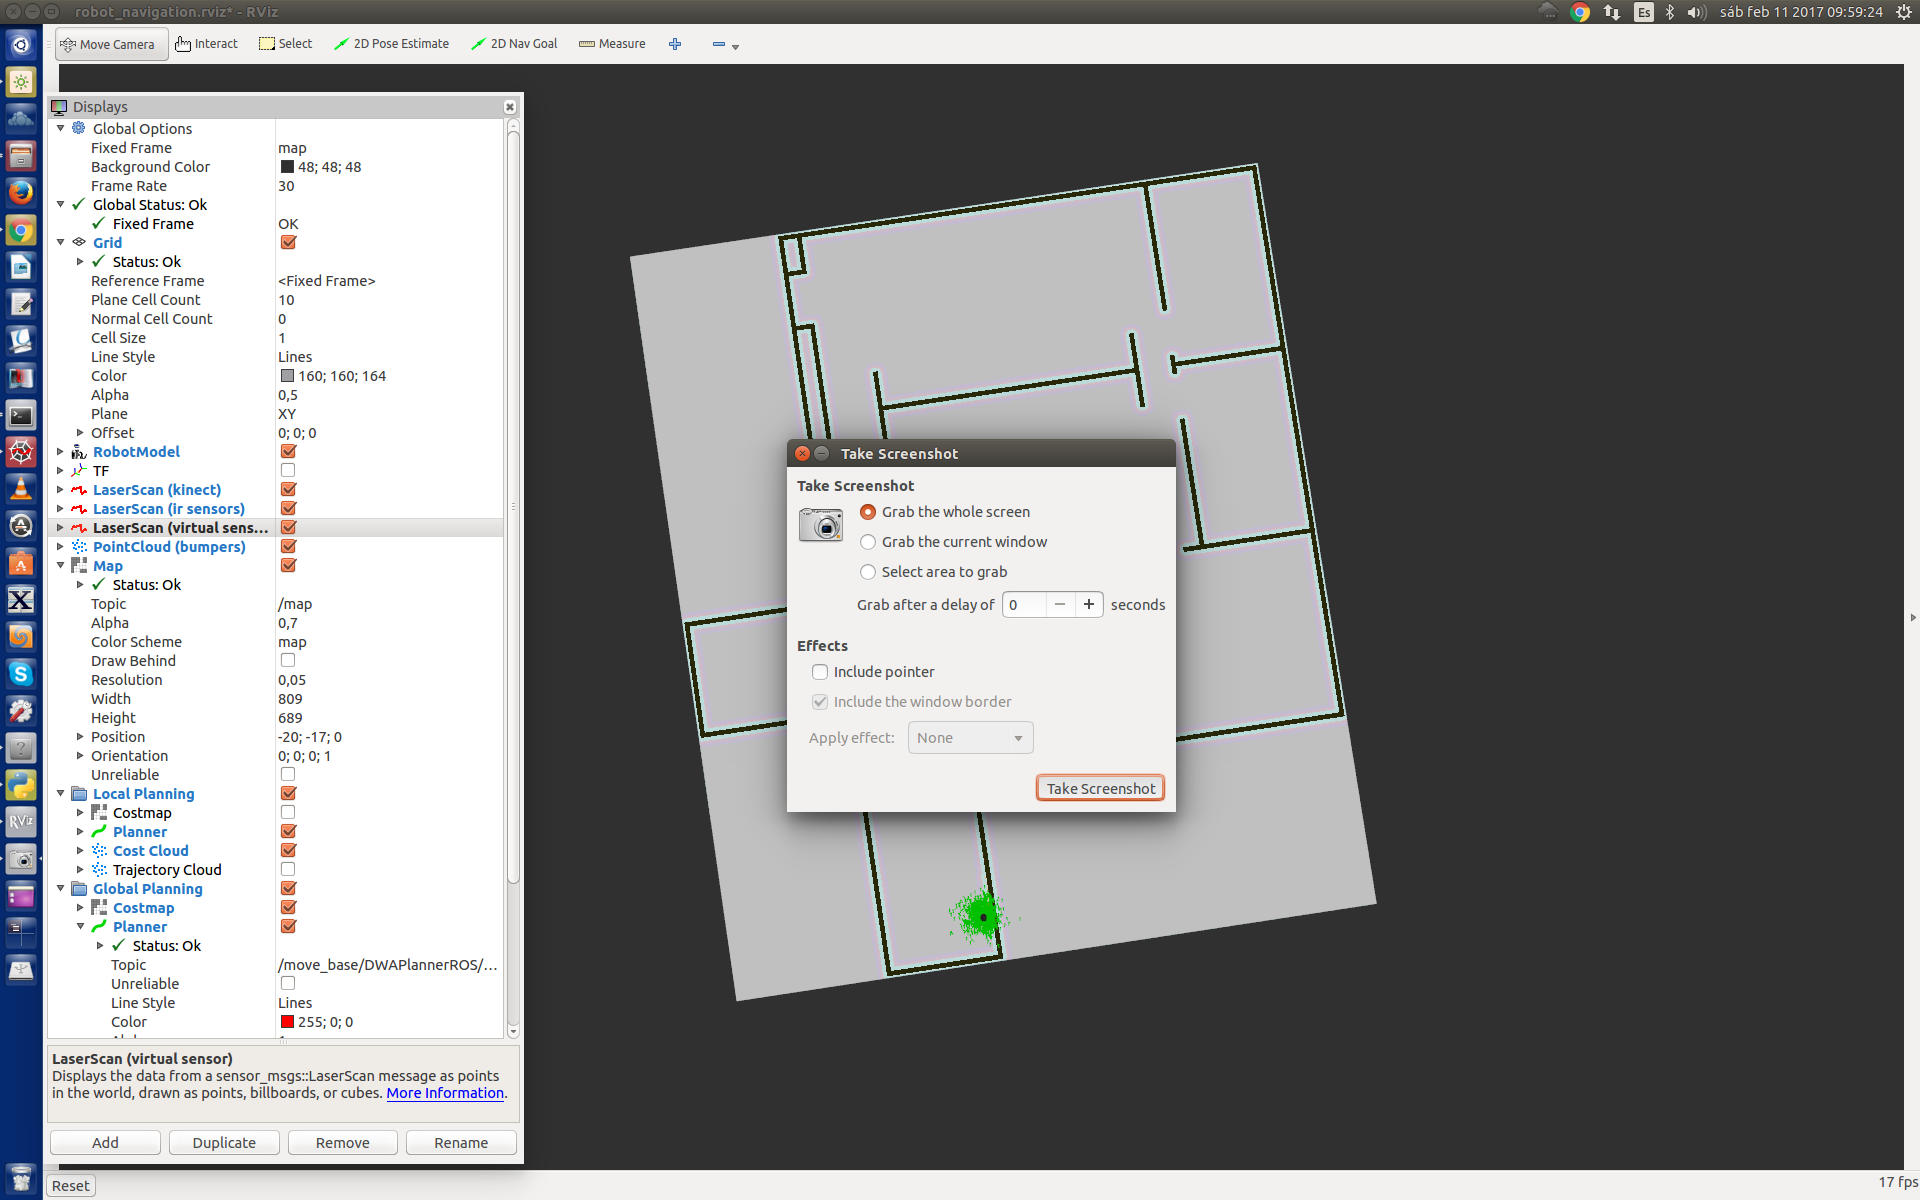 robot_navigation.rviz* - RViz
Es
sáb feb 11 2017 09:59:24
Move Camera
Interact
Select
2D Pose Estimate
2D Nav Goal
Measure
Displays
Global Options
Fixed Frame map
Background Color 48; 48; 48
Frame Rate 30
Global Status: Ok
Fixed Frame OK
Grid
Status: Ok
Reference Frame <Fixed Frame>
Plane Cell Count 10
Normal Cell Count 0
Cell Size 1
Line Style Lines
Color 160; 160; 164
Alpha 0,5
Plane XY
Offset 0; 0; 0
RobotModel
TF
LaserScan (kinect)
LaserScan (ir sensors)
LaserScan (virtual sens...
PointCloud (bumpers)
Map
Status: Ok
Topic /map
Alpha 0,7
Color Scheme map
Draw Behind
Resolution 0,05
Width 809
Height 689
Position -20; -17; 0
Orientation 0; 0; 0; 1
Unreliable
Local Planning
Costmap
Planner
Cost Cloud
Trajectory Cloud
Global Planning
Costmap
Planner
Status: Ok
Topic /move_base/DWAPlannerROS/...
Unreliable
Line Style Lines
Color 255; 0; 0
LaserScan (virtual sensor)
Displays the data from a sensor_msgs::LaserScan message as points
in the world, drawn as points, billboards, or cubes. More Information.
Add
Duplicate
Remove
Rename
Reset
17 fps
RViz
Take Screenshot
Take Screenshot
Grab the whole screen
Grab the current window
Select area to grab
Grab after a delay of 0 seconds
Effects
Include pointer
Include the window border
Apply effect: None
Take Screenshot